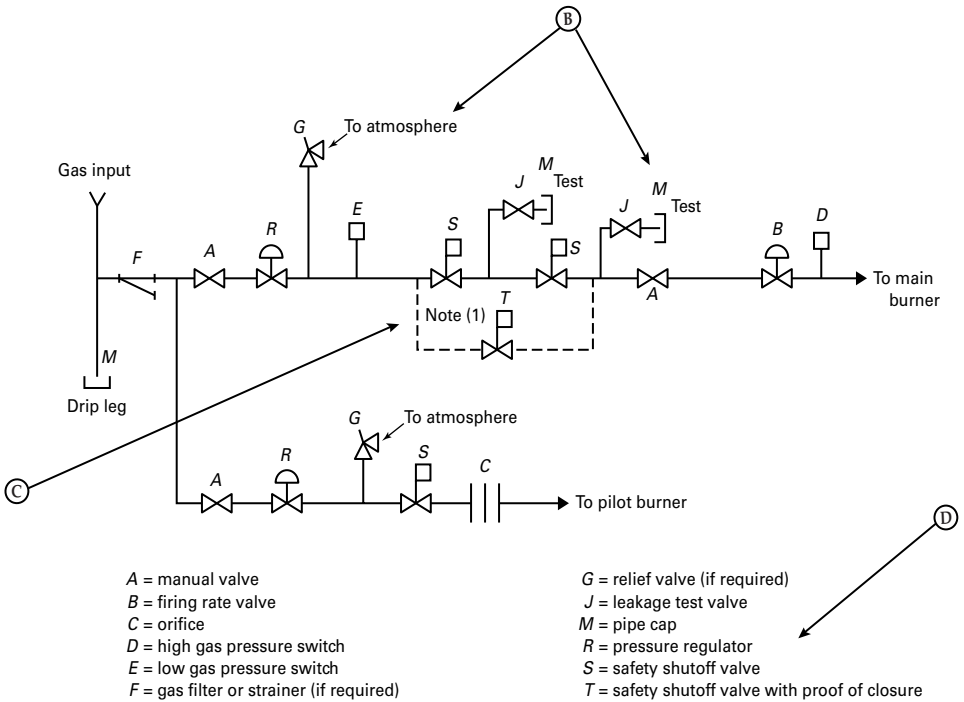 B
G
To atmosphere
Gas input
M
J
Test
M
J
Test
E
R
S
S
D
B
F
A
A
To main
burner
T
Note (1)
M
Drip leg
G
To atmosphere
R
S
C
A
C
To pilot burner
D
A = manual valve
B = firing rate valve
C = orifice
D = high gas pressure switch
E = low gas pressure switch
F = gas filter or strainer (if required)
G = relief valve (if required)
J = leakage test valve
M = pipe cap
R = pressure regulator
S = safety shutoff valve
T = safety shutoff valve with proof of closure